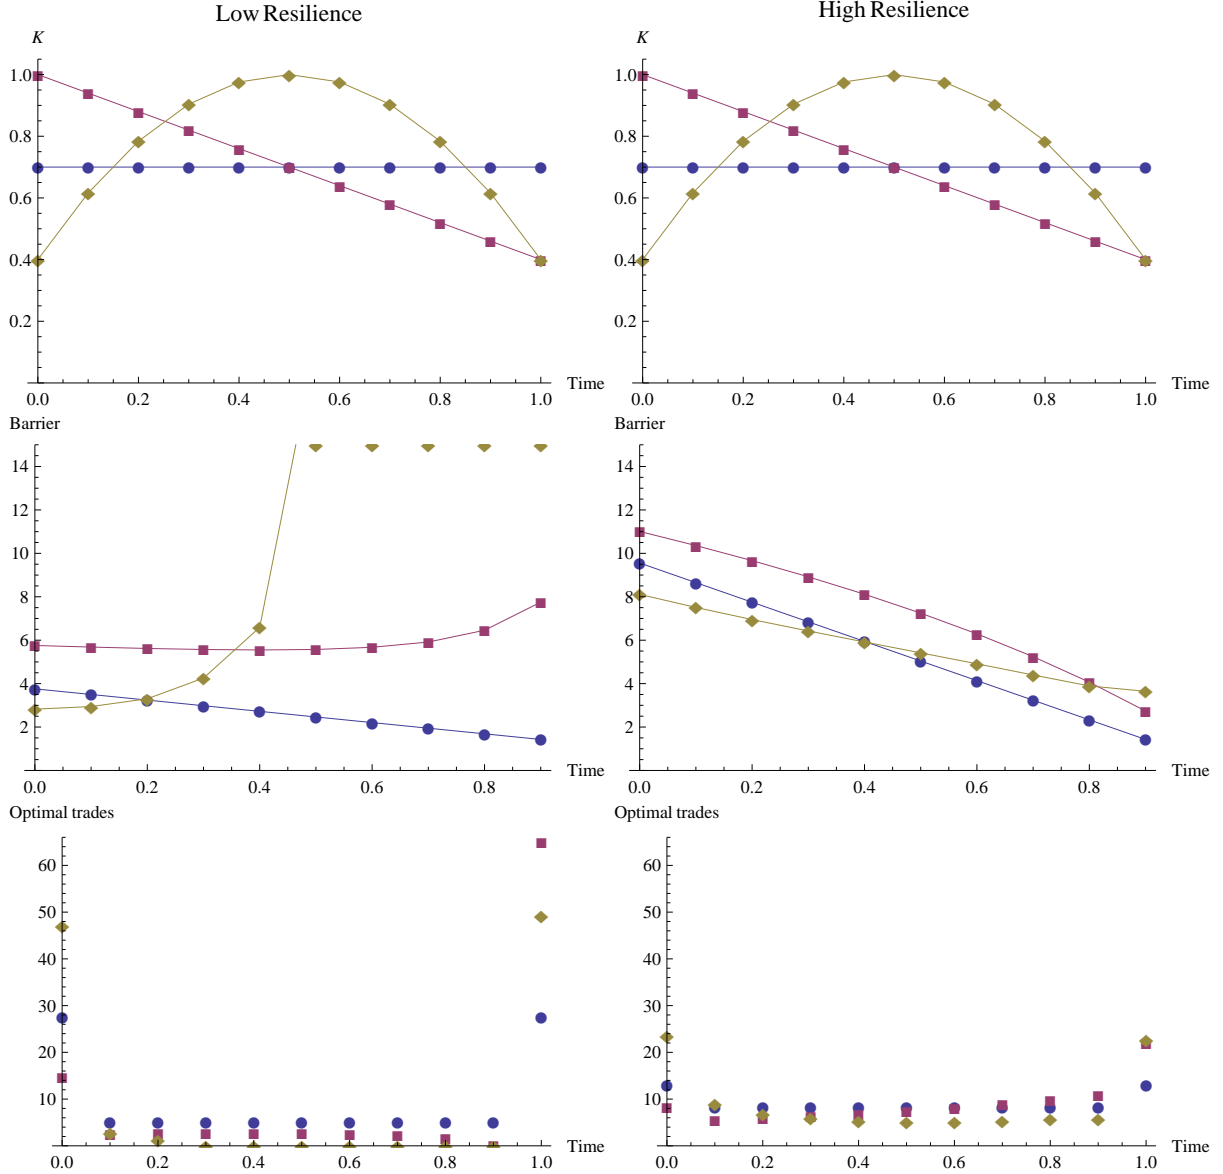 Low Resilience
High Resilience
K
K
1.0
0.8
0.6
0.4
0.2
Time
0.0 0.2 0.4 0.6 0.8 1.0
1.0
0.8
0.6
0.4
0.2
Time
0.0 0.2 0.4 0.6 0.8 1.0
Barrier
14
12
10
8
6
4
2
Time
0.0 0.2 0.4 0.6 0.8
Barrier
14
12
10
8
6
4
2
Time
0.0 0.2 0.4 0.6 0.8
Optimal trades
60
50
40
30
20
10
Time
0.0 0.2 0.4 0.6 0.8 1.0
Optimal trades
60
50
40
30
20
10
Time
0.0 0.2 0.4 0.6 0.8 1.0